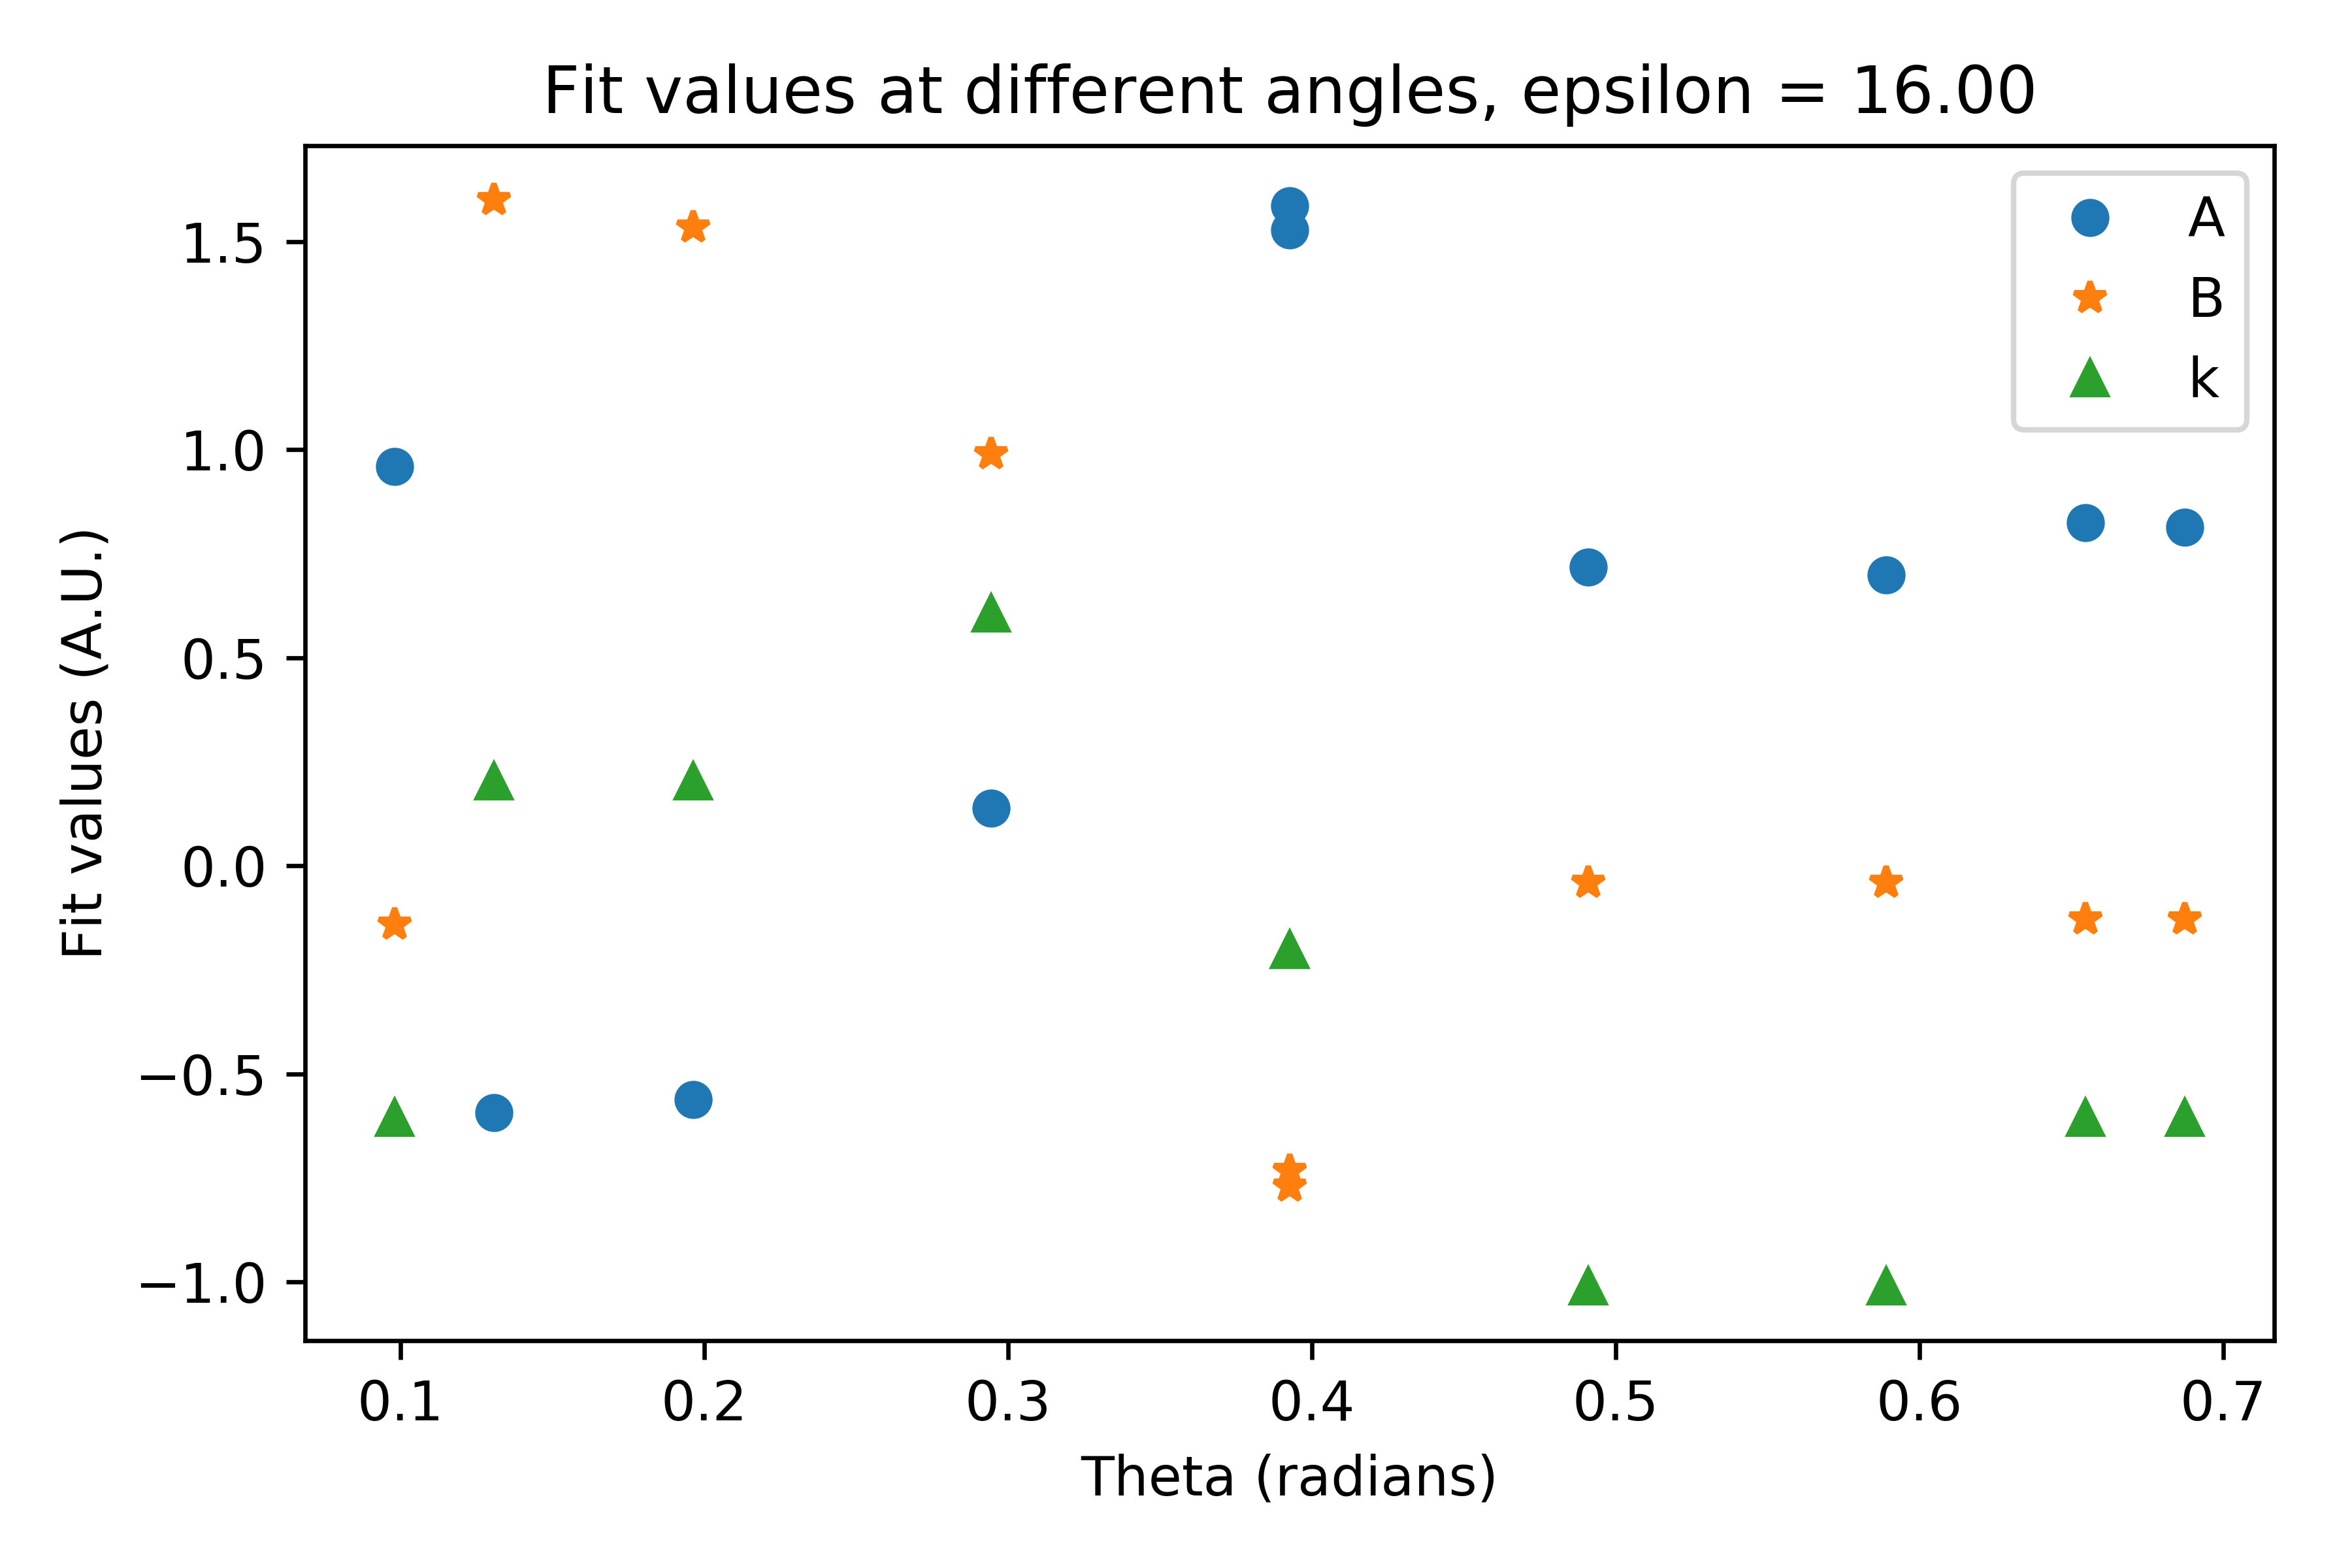 Fit values at different angles, epsilon = 16.00
A
B
k
Fit values (A.U.)
1.5
1.0
0.5
0.0
−0.5
−1.0
0.1 0.2 0.3 0.4 0.5 0.6 0.7
Theta (radians)